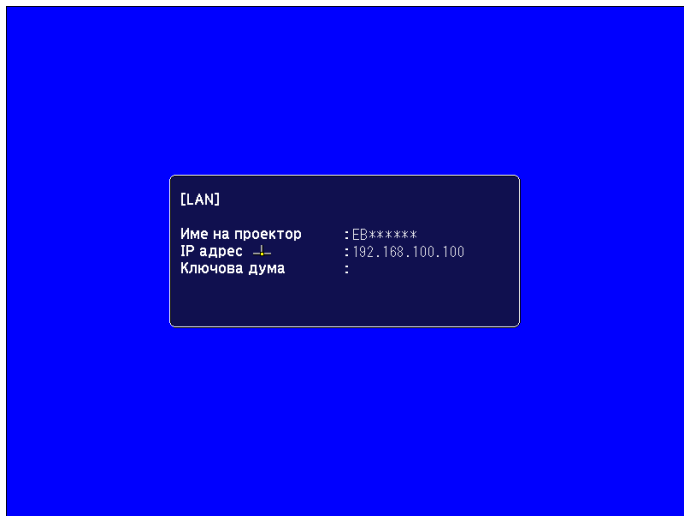 [LAN]
Име на проектор :EB******
IP адрес :192.168.100.100
Ключова дума :